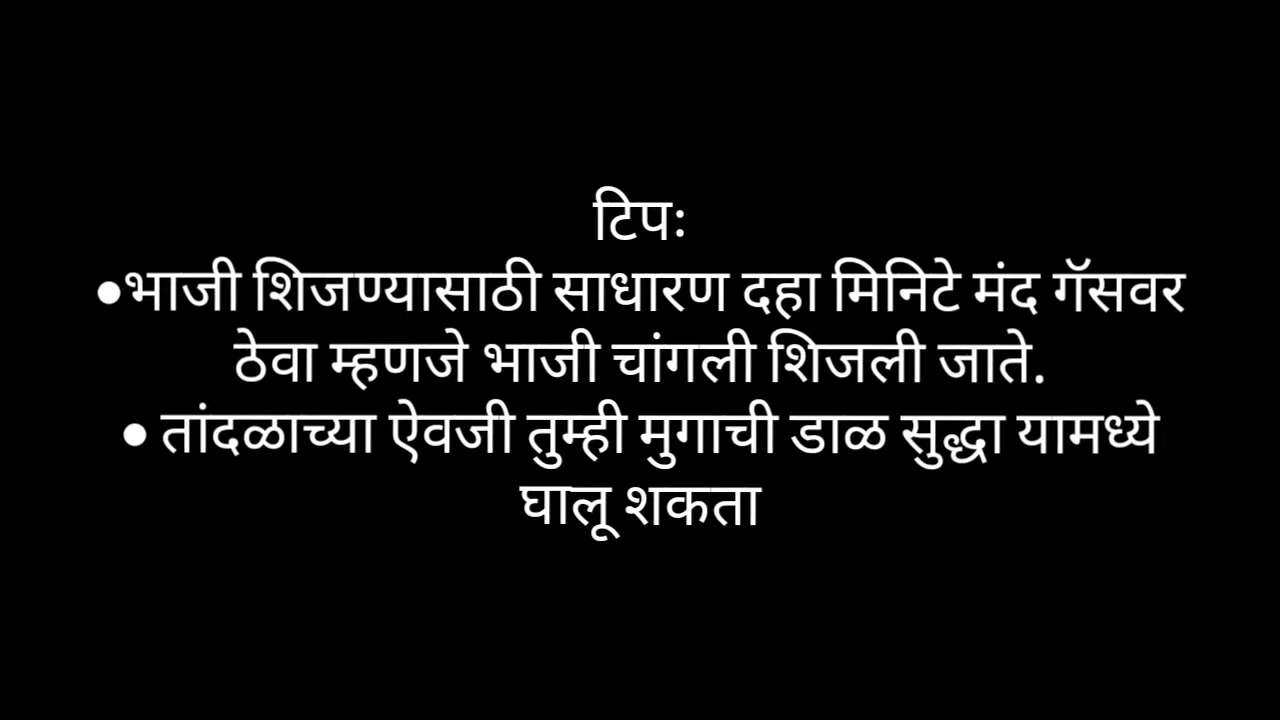 टिपः
•भाजी शिजण्यासाठी साधारण दहा मिनिटे मंद गॅसवर
ठेवा म्हणजे भाजी चांगली शिजली जाते.
• तांदळाच्या ऐवजी तुम्ही मुगाची डाळ सुद्धा यामध्ये
घालू शकता